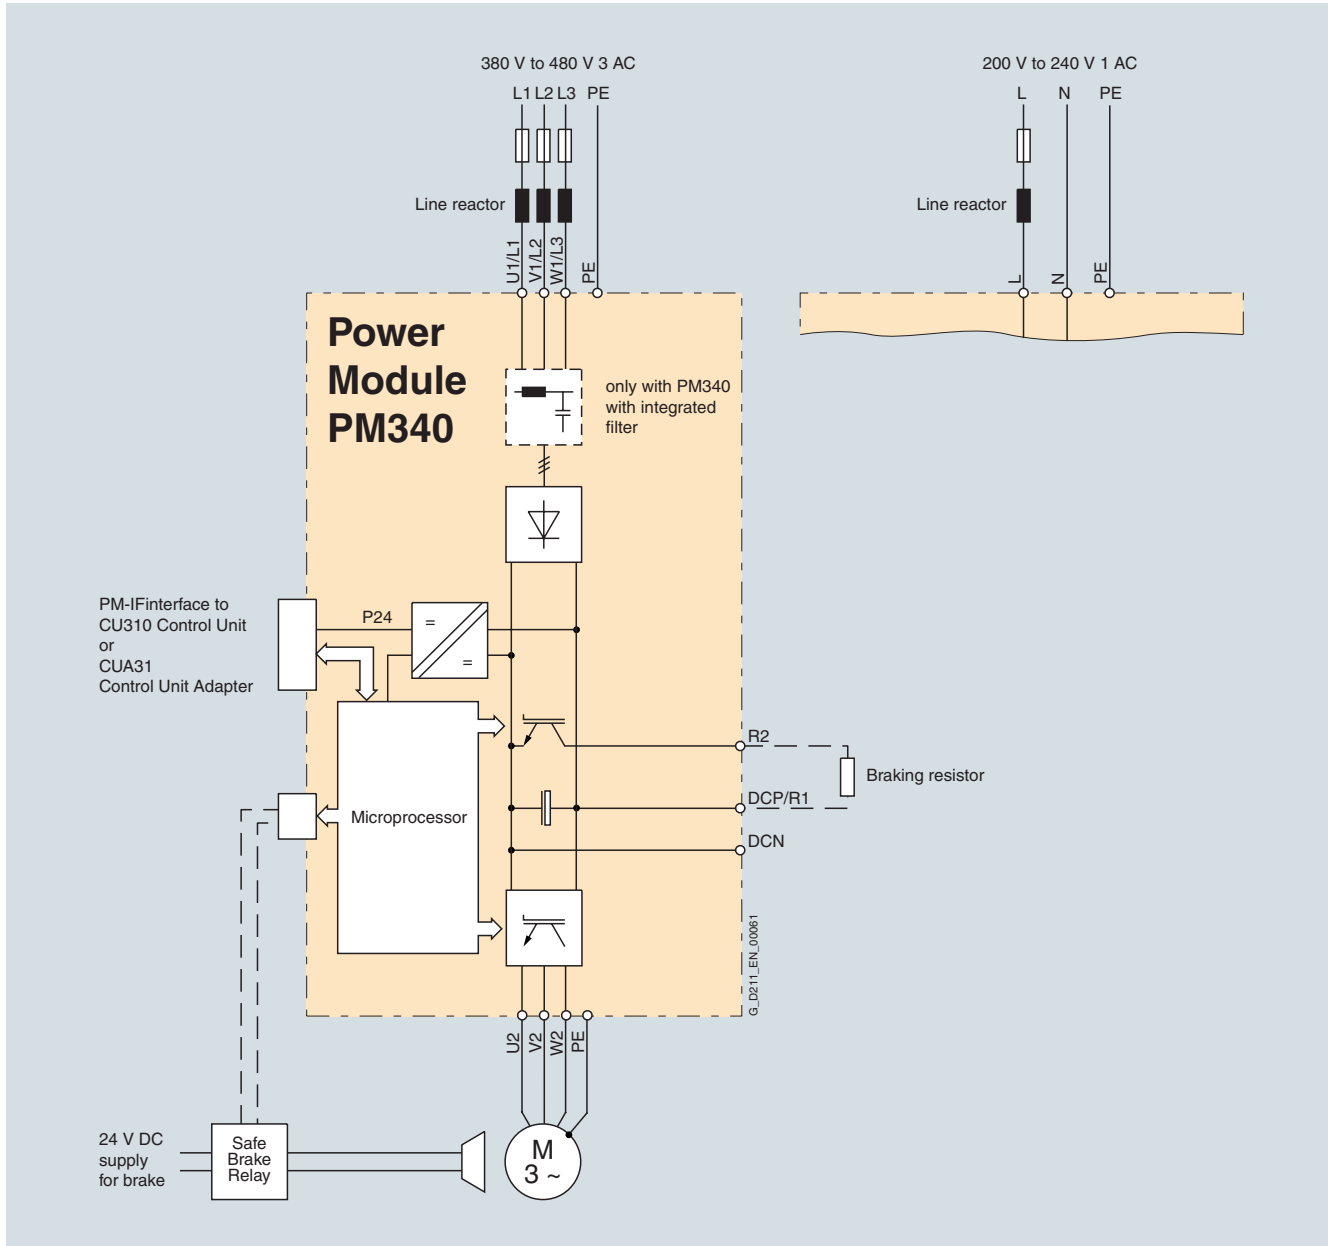 380 V to 480 V 3 AC
L1 L2 L3 PE
Line reactor
U1/L1
V1/L2
W1/L3
PE
200 V to 240 V 1 AC
L N PE
Line reactor
L
N
PE
Power
Module
PM340
only with PM340
with integrated
filter
PM-IFinterface to
CU310 Control Unit
or
CUA31
Control Unit Adapter
P24
=
=
R2
Braking resistor
DCP/R1
DCN
Microprocessor
G_D211_EN_00061
U2
V2
W2
PE
24 V DC
supply
for brake
Safe
Brake
Relay
M
3 ~